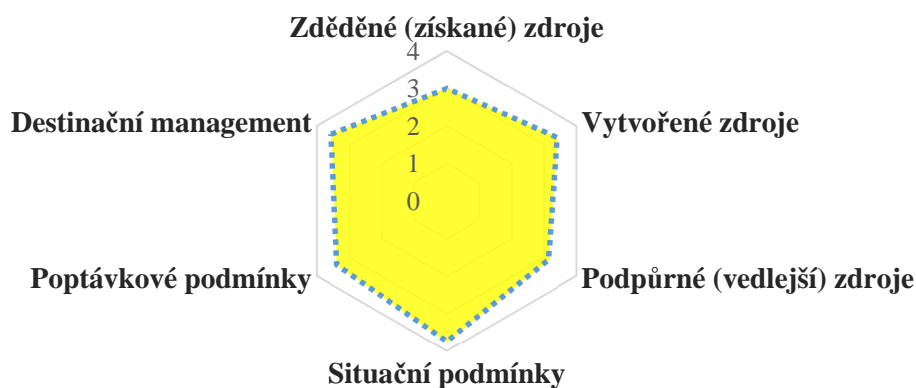 Zděděné (získané) zdroje
4
3
2
1
0
Destinační management
Vytvořené zdroje
Poptávkové podmínky
Podpůrné (vedlejší) zdroje
Situační podmínky